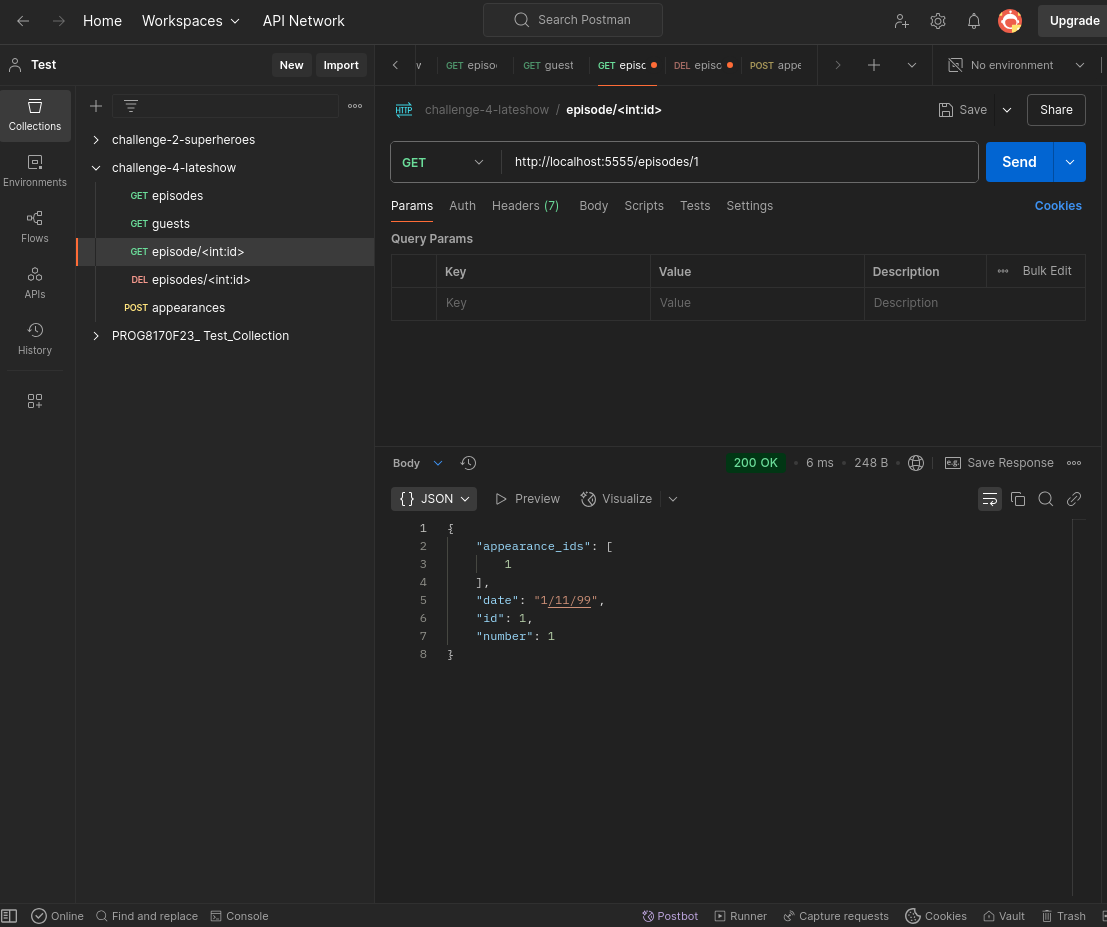 Home Workspaces API Network Search Postman Upgrade
Test New Import
GET episo GET guest GET episo DEL episo POST appe No environment
Collections
Environments
Flows
APIs
History
challenge-2-superheroes
challenge-4-lateshow
GET episodes
GET guests
GET episode/<int:id>
DEL episodes/<int:id>
POST appearances
PROG8170F23_ Test_Collection
HTTP challenge-4-lateshow / episode/<int:id> Save Share
GET http://localhost:5555/episodes/1 Send
Params Auth Headers (7) Body Scripts Tests Settings Cookies
Query Params
Key Value Description Bulk Edit
Key Value Description
Body 200 OK 6 ms 248 B e.g. Save Response
{} JSON Preview Visualize
1 {
2 "appearance_ids": [
3 1
4 ],
5 "date": "1/11/99",
6 "id": 1,
7 "number": 1
8 }
Online Find and replace Console Postbot Runner Capture requests Cookies Vault Trash